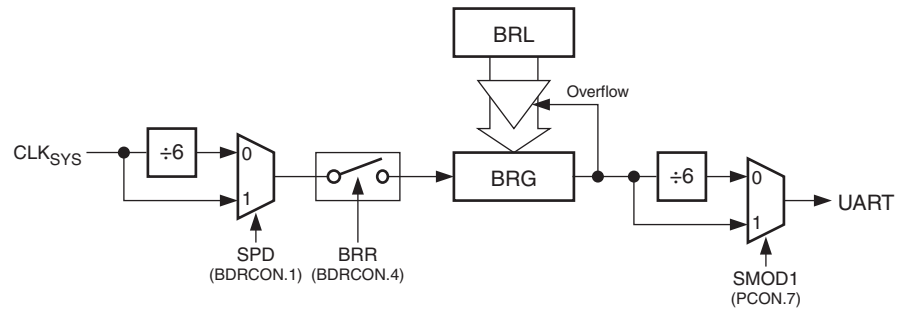 BRL
Overflow
CLKSYS
÷6
0
1
BRG
÷6
0
1
UART
SPD
(BDRCON.1)
BRR
(BDRCON.4)
SMOD1
(PCON.7)